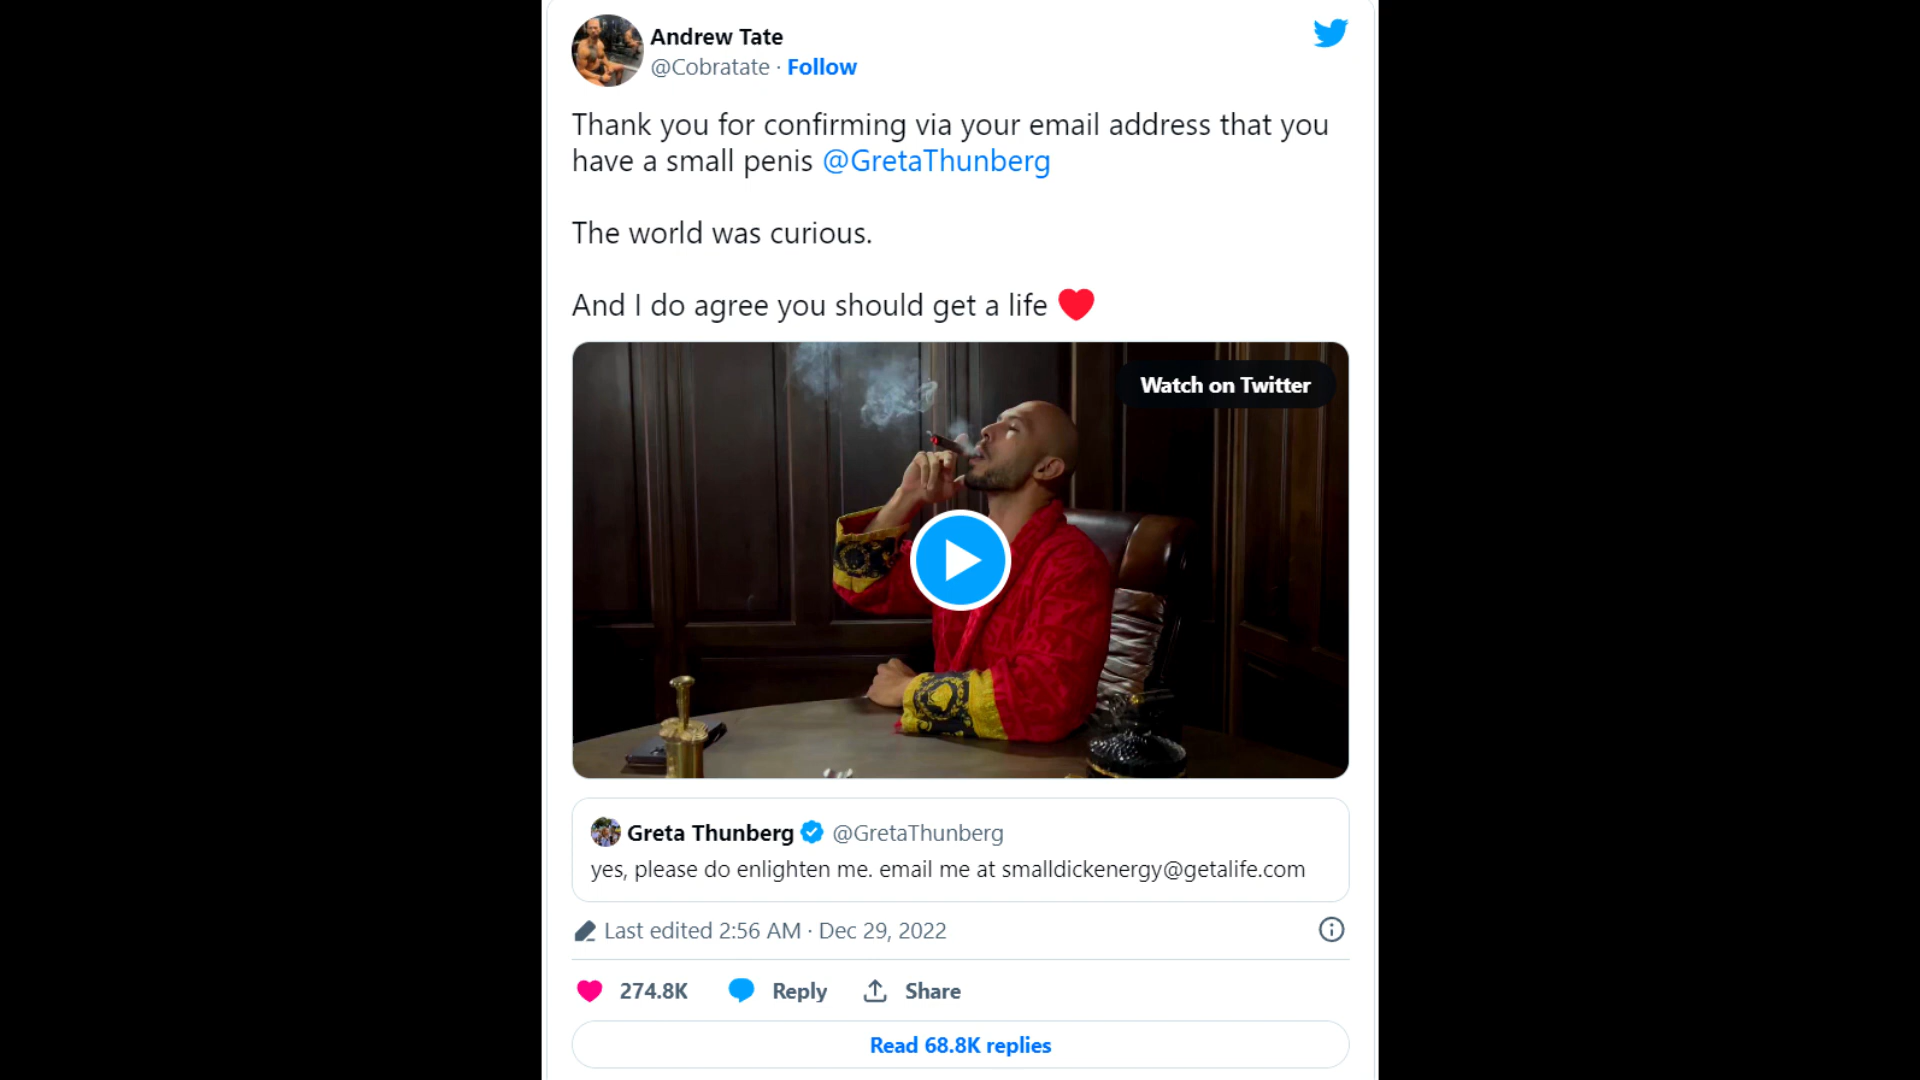 Andrew Tate
@Cobratate · Follow
Thank you for confirming via your email address that you
have a small penis @GretaThunberg
The world was curious.
And I do agree you should get a life ❤️
Watch on Twitter
Greta Thunberg @GretaThunberg
yes, please do enlighten me. email me at smalldickenergy@getalife.com
Last edited 2:56 AM · Dec 29, 2022
274.8K Reply Share
Read 68.8K replies